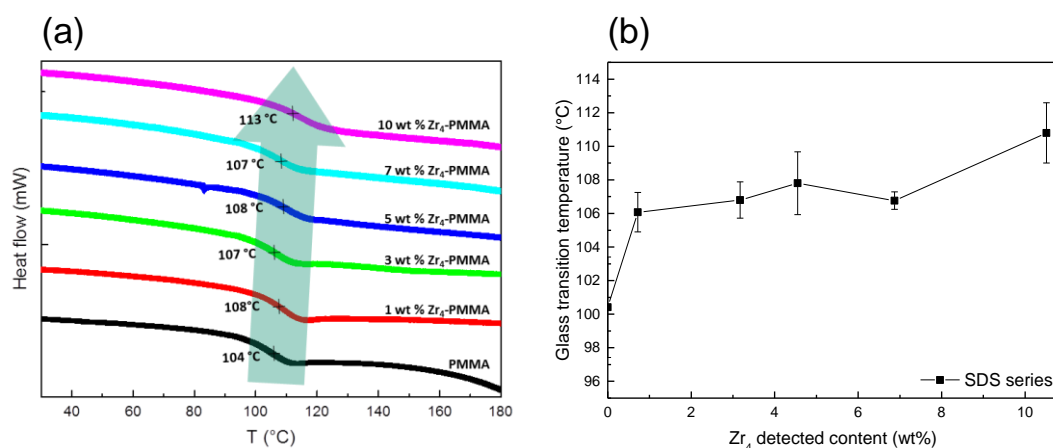 (a)
113 °C
10 wt % Zr₄-PMMA
107 °C
7 wt % Zr₄-PMMA
108 °C
5 wt % Zr₄-PMMA
107 °C
3 wt % Zr₄-PMMA
108°C
1 wt % Zr₄-PMMA
104 °C
PMMA
Heat flow (mW)
40 60 80 100 120 140 160 180
T (°C)
(b)
114
112
110
108
106
104
102
100
98
96
Glass transition temperature (°C)
SDS series
0 2 4 6 8 10
Zr₄ detected content (wt%)